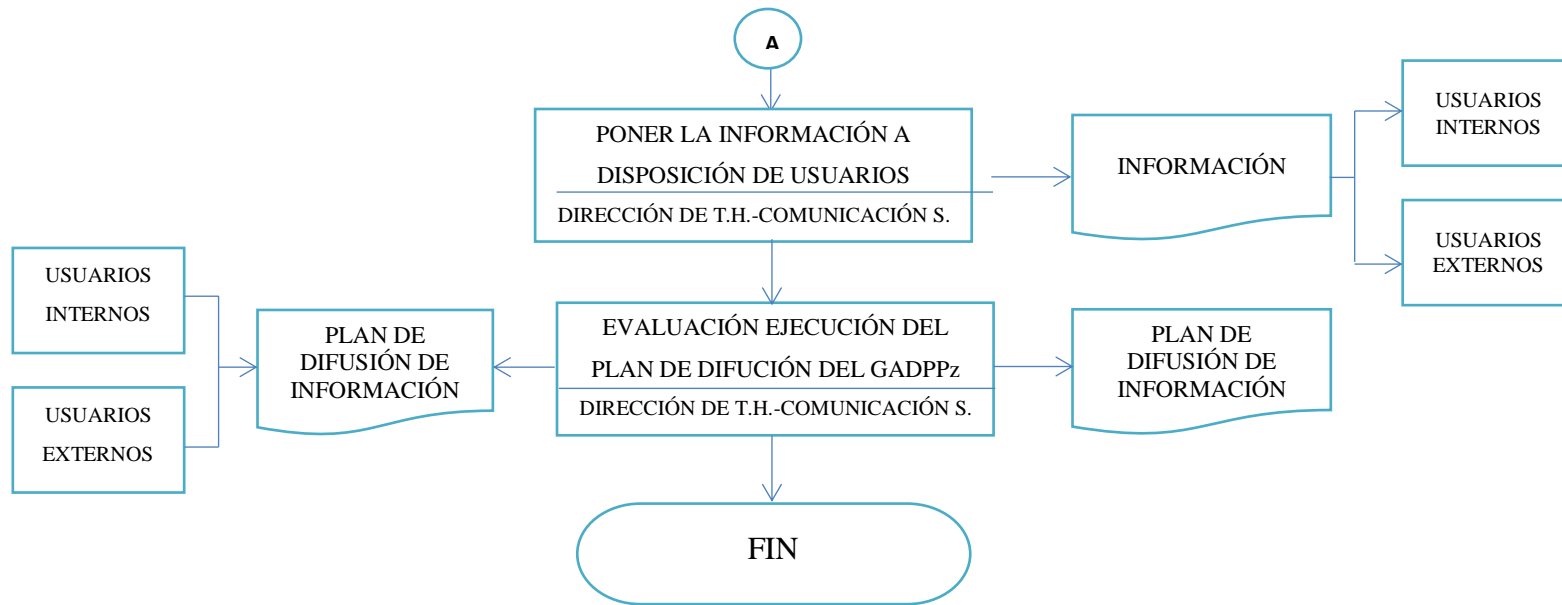 A
PONER LA INFORMACIÓN A
DISPOSICIÓN DE USUARIOS
DIRECCIÓN DE T.H.-COMUNICACIÓN S.
INFORMACIÓN
USUARIOS
INTERNOS
USUARIOS
EXTERNOS
USUARIOS
INTERNOS
USUARIOS
EXTERNOS
PLAN DE
DIFUSIÓN DE
INFORMACIÓN
EVALUACIÓN EJECUCIÓN DEL
PLAN DE DIFUCIÓN DEL GADPPz
DIRECCIÓN DE T.H.-COMUNICACIÓN S.
PLAN DE
DIFUSIÓN DE
INFORMACIÓN
FIN